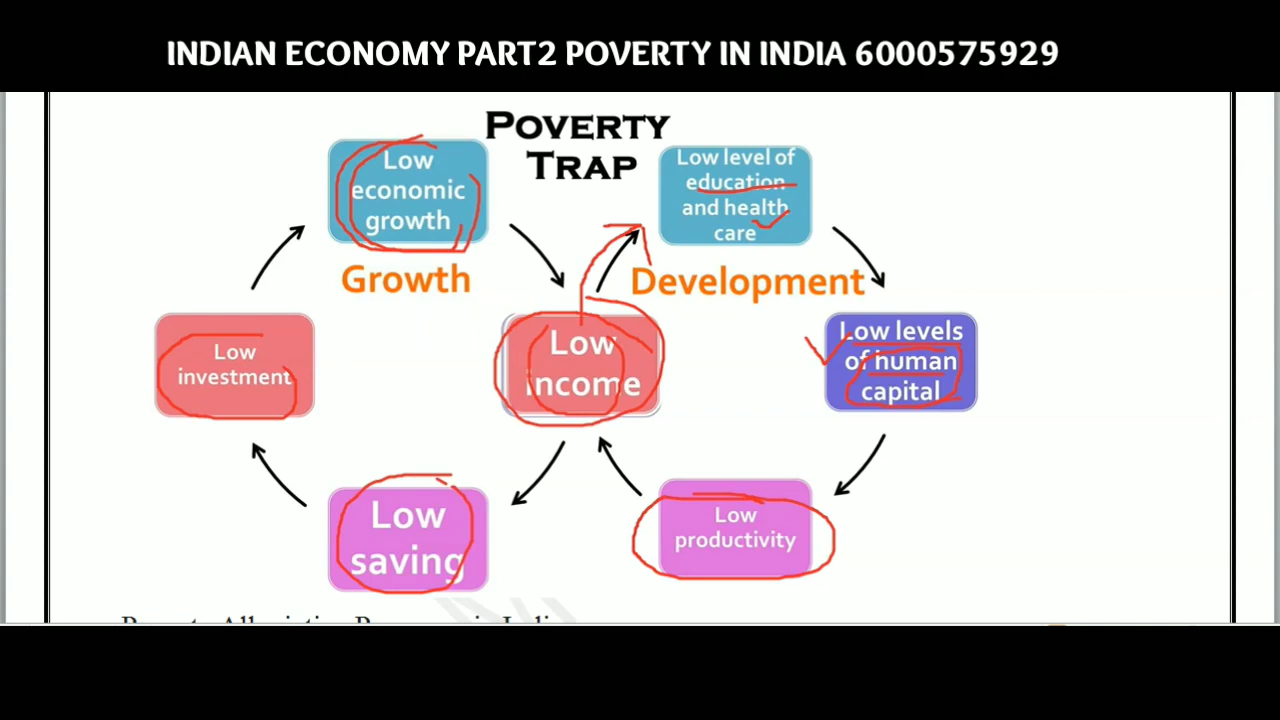 INDIAN ECONOMY PART2 POVERTY IN INDIA 6000575929
POVERTY
TRAP
Low
economic
growth
Low level of
education
and health
care
Growth
Development
Low
investment
Low
income
Low levels
of human
capital
Low
saving
Low
productivity